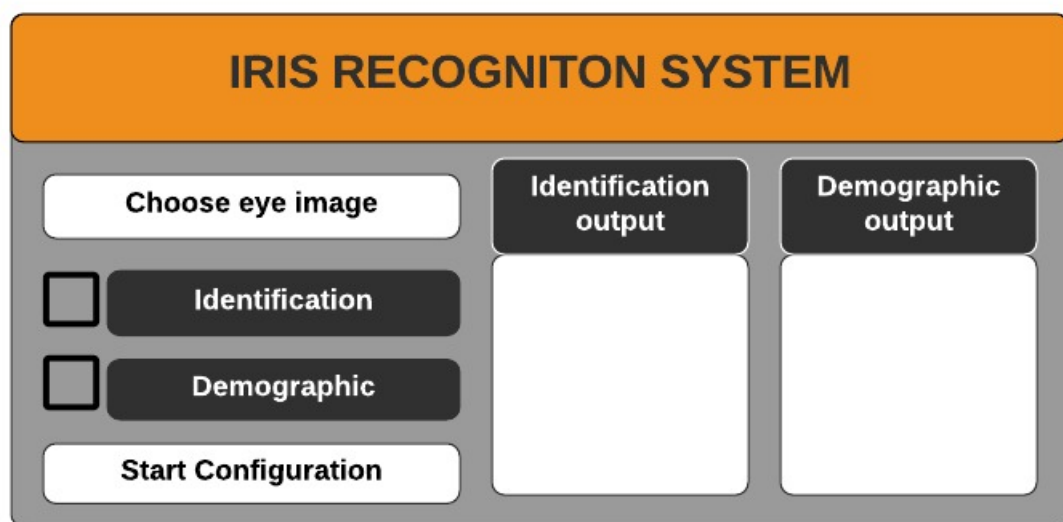 IRIS RECOGNITON SYSTEM
Choose eye image
Identification
Demographic
Start Configuration
Identification
output
Demographic
output